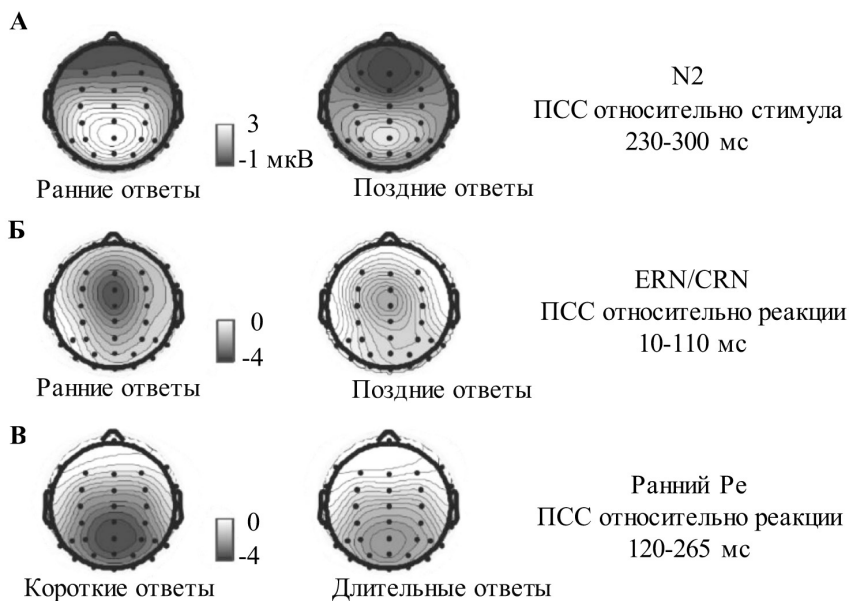 А
N2
ПСС относительно стимула
230-300 мс
3
-1 мкВ
Ранние ответы
Поздние ответы
Б
ERN/CRN
ПСС относительно реакции
10-110 мс
0
-4
Ранние ответы
Поздние ответы
В
Ранний Pe
ПСС относительно реакции
120-265 мс
0
-4
Короткие ответы
Длительные ответы